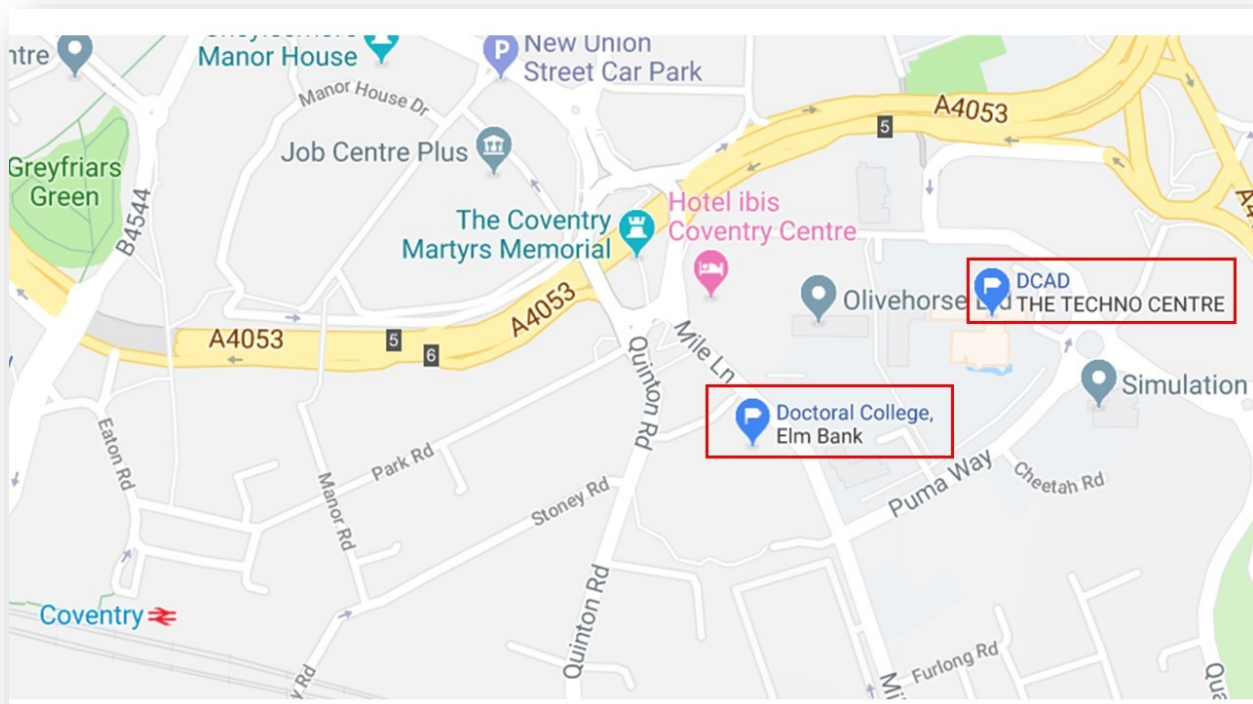 ntre
Manor House
New Union
Street Car Park
Manor House Dr
A4053
5
Job Centre Plus
Greyfriars
Green
B4544
The Coventry
Martyrs Memorial
Hotel ibis
Coventry Centre
DCAD
THE TECHNO CENTRE
Olivehorse
A4053
A4053
5
6
Mile Ln
Quinton Rd
Simulation
Doctoral College,
Elm Bank
Eaton Rd
Park Rd
Manor Rd
Stoney Rd
Puma Way
Cheetah Rd
Coventry
Quinton Rd
Furlong Rd
y Rd
Mi
Qua